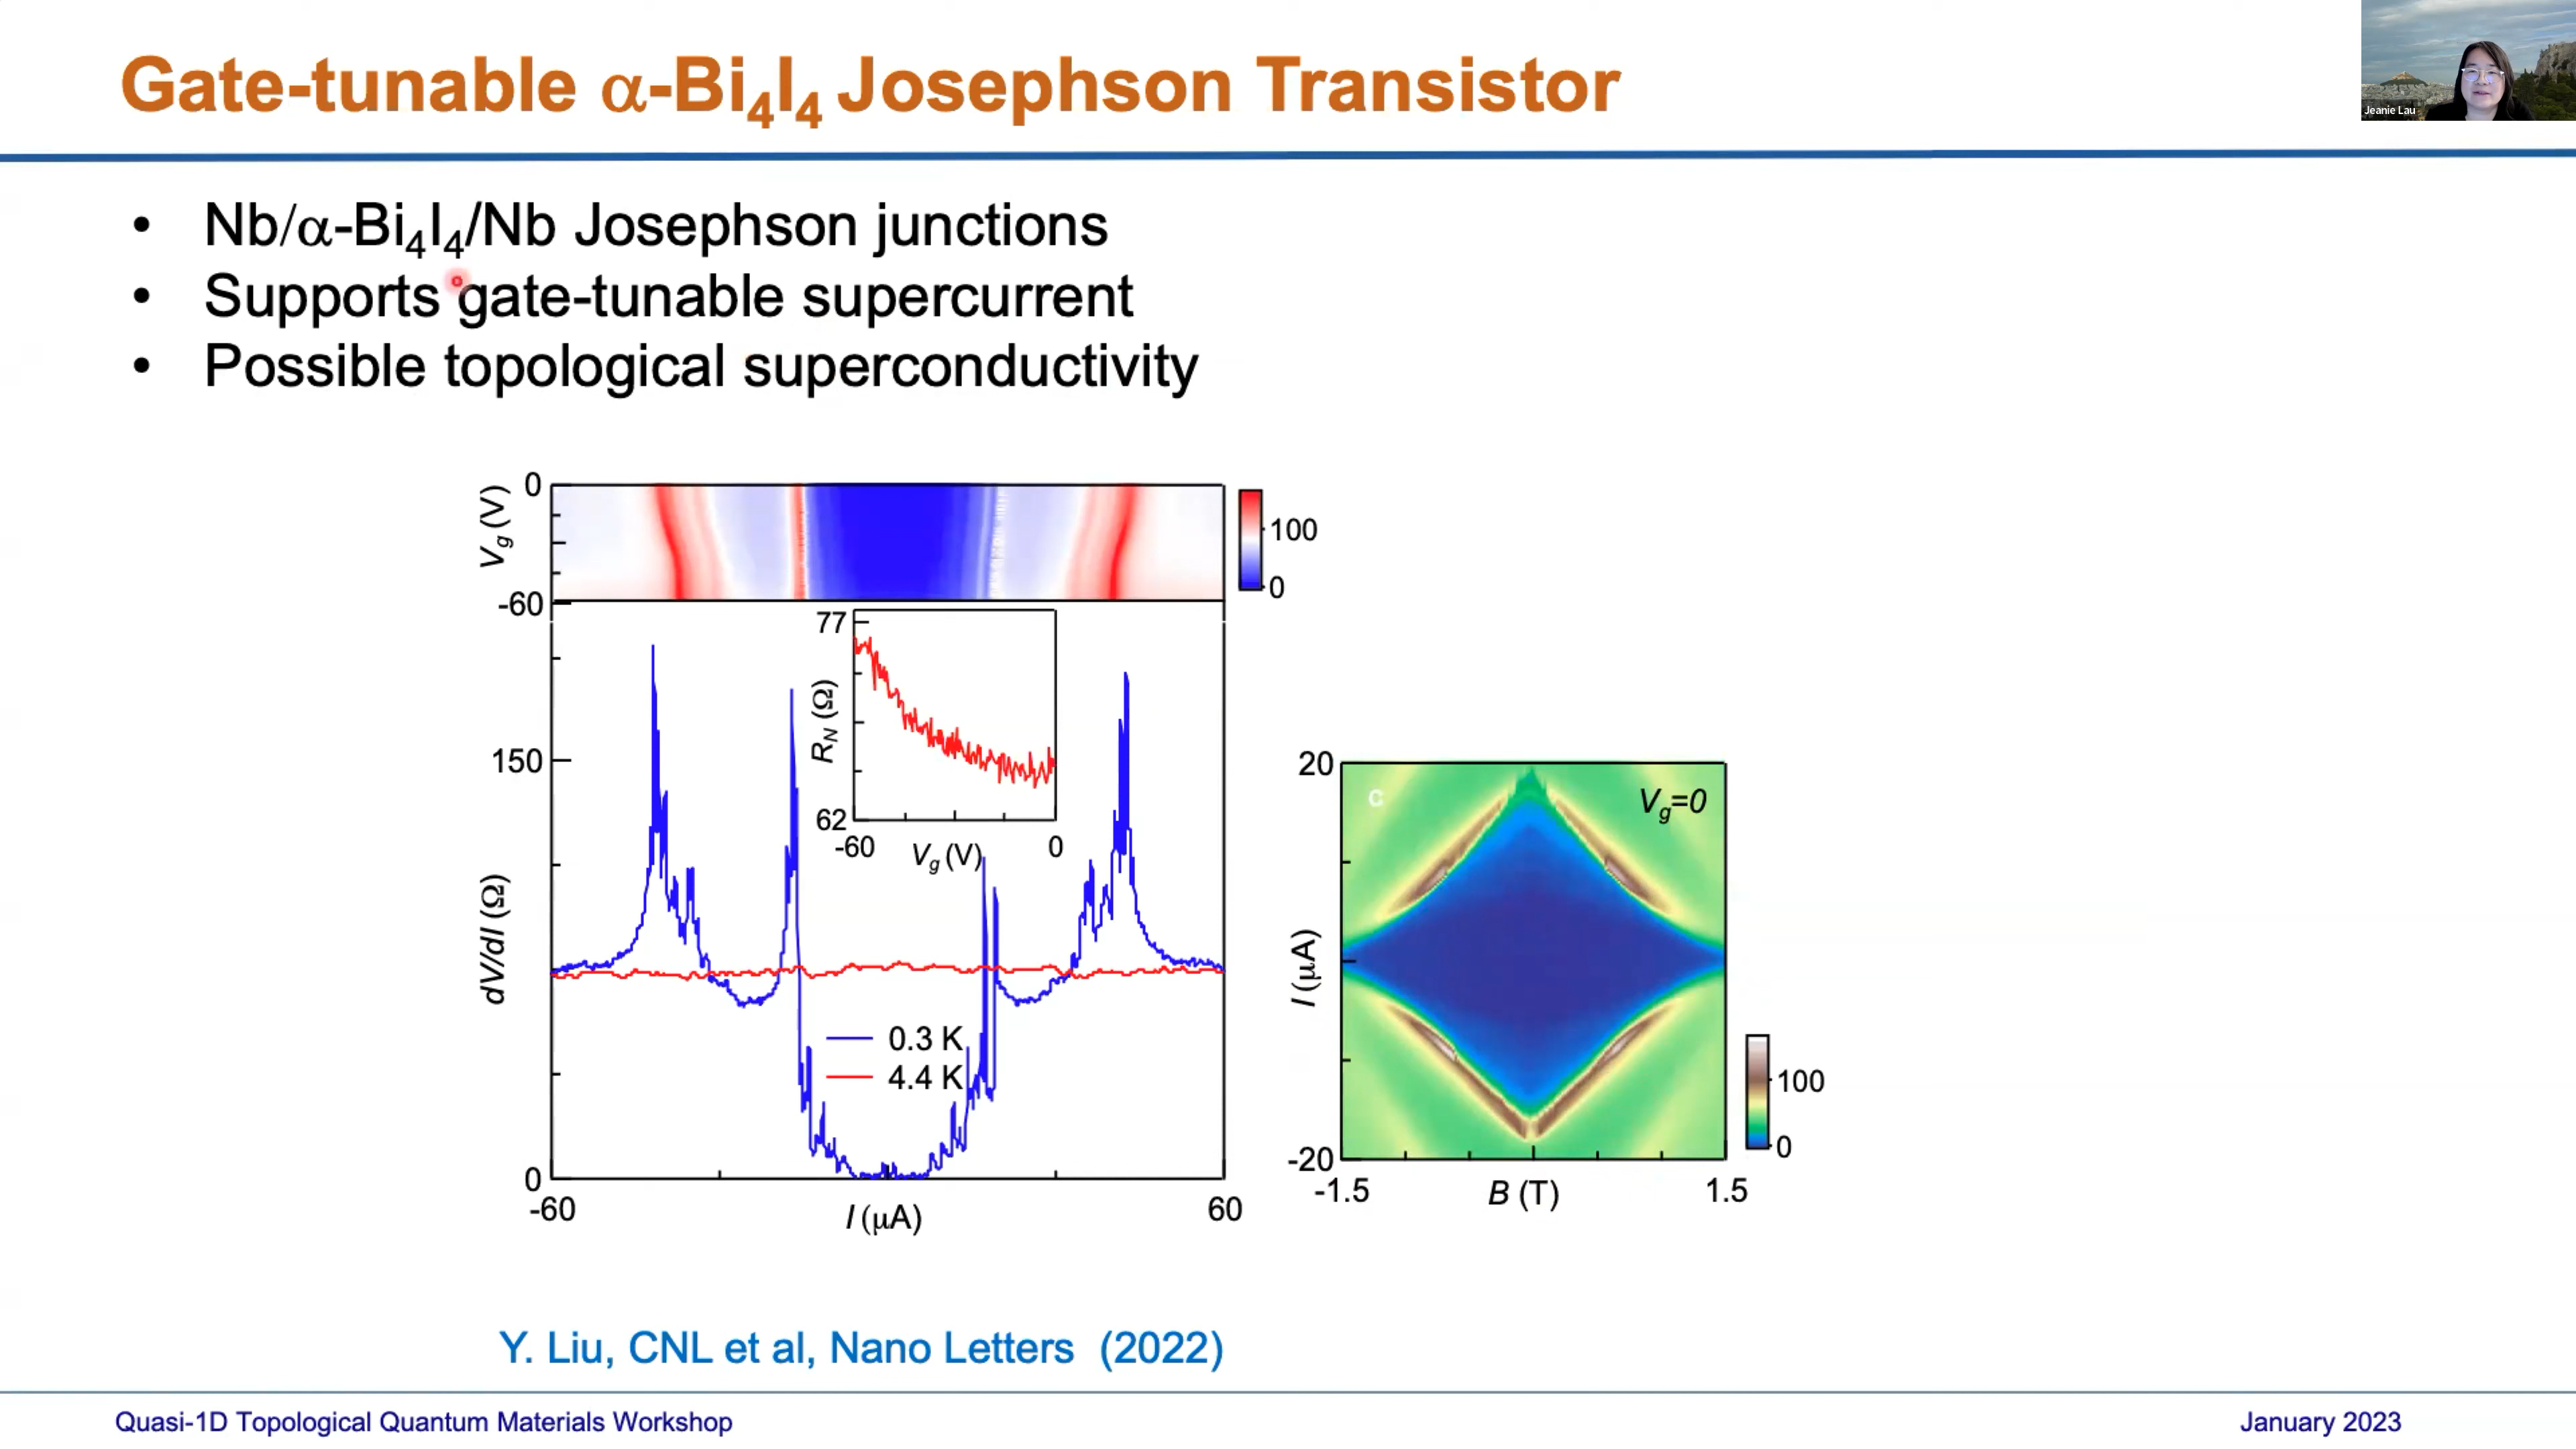 Gate-tunable α-Bi4I4 Josephson Transistor
Jeanie Lau
• Nb/α-Bi4I4/Nb Josephson junctions
• Supports gate-tunable supercurrent
• Possible topological superconductivity
0
Vg (V)
-60
100
0
77
RN (Ω)
62
-60
Vg (V)
0
150
dV/dI (Ω)
0.3 K
4.4 K
0
-60
I (μA)
60
20
c
Vg=0
I (μA)
100
0
-20
-1.5
B (T)
1.5
Y. Liu, CNL et al, Nano Letters (2022)
Quasi-1D Topological Quantum Materials Workshop
January 2023